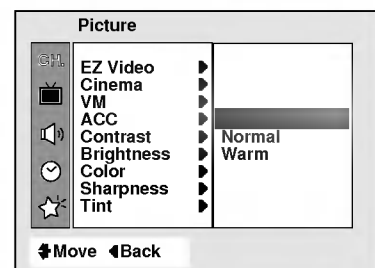 Picture
CH.
EZ Video
Cinema
VM
ACC
Contrast
Brightness
Color
Sharpness
Tint
Normal
Warm
Move Back